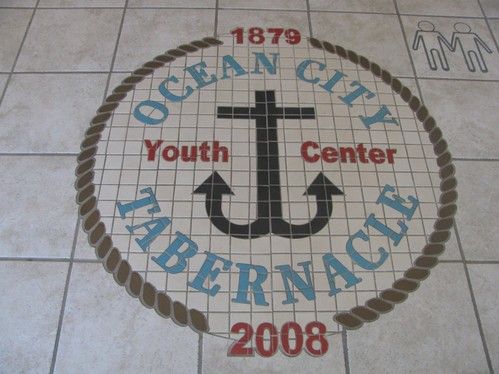 1879
OCEAN CITY
Youth Center
TABERNACLE
2008